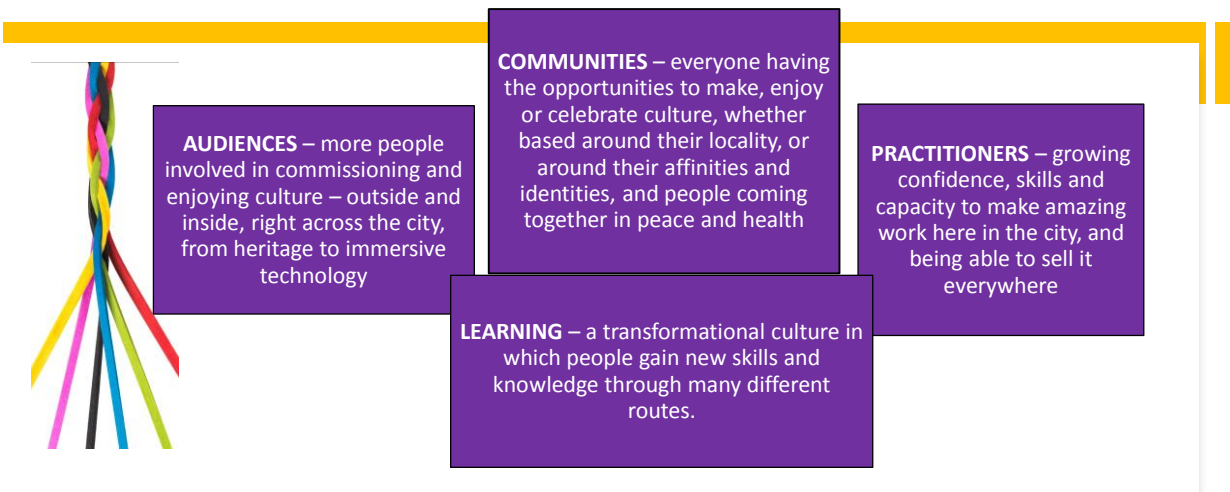 COMMUNITIES – everyone having
the opportunities to make, enjoy
or celebrate culture, whether
based around their locality, or
around their affinities and
identities, and people coming
together in peace and health
AUDIENCES – more people
involved in commissioning and
enjoying culture – outside and
inside, right across the city,
from heritage to immersive
technology
PRACTITIONERS – growing
confidence, skills and
capacity to make amazing
work here in the city, and
being able to sell it
everywhere
LEARNING – a transformational culture in
which people gain new skills and
knowledge through many different
routes.